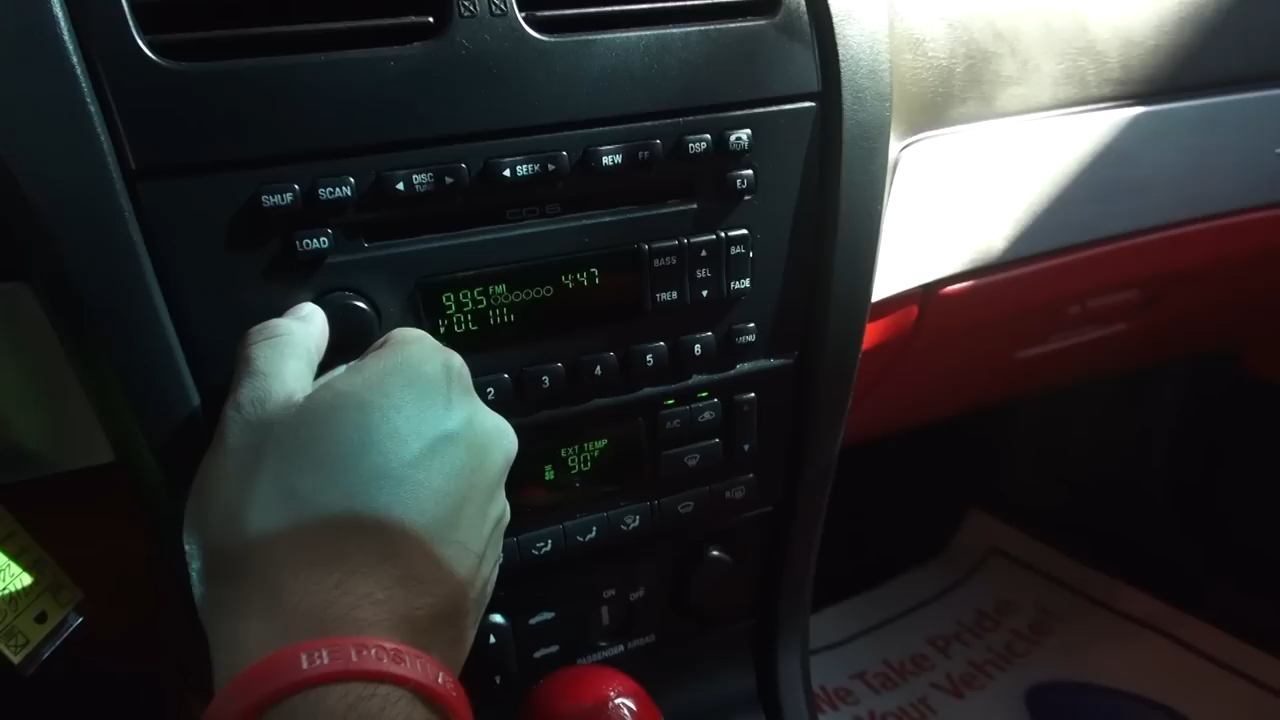 DSP
MUTE
REW FF
◄ SEEK ►
◄ DISC TUNE ►
SCAN
SHUF
EJ
CD-6
LOAD
BAL
BASS
▲
SEL
4:47
99.5 FM1
FADE
TREB
▼
VOL
MENU
6
5
4
3
2
A/C
EXT TEMP
90°F
R
ON OFF
PASSENGER AIRBAG
BE POSITIVE
We Take Pride
Your Vehicle